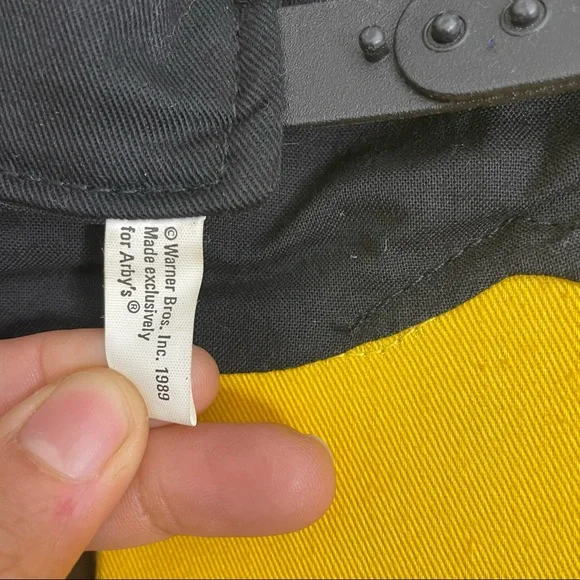 © Warner Bros. Inc. 1989
Made exclusively
for Arby's ®